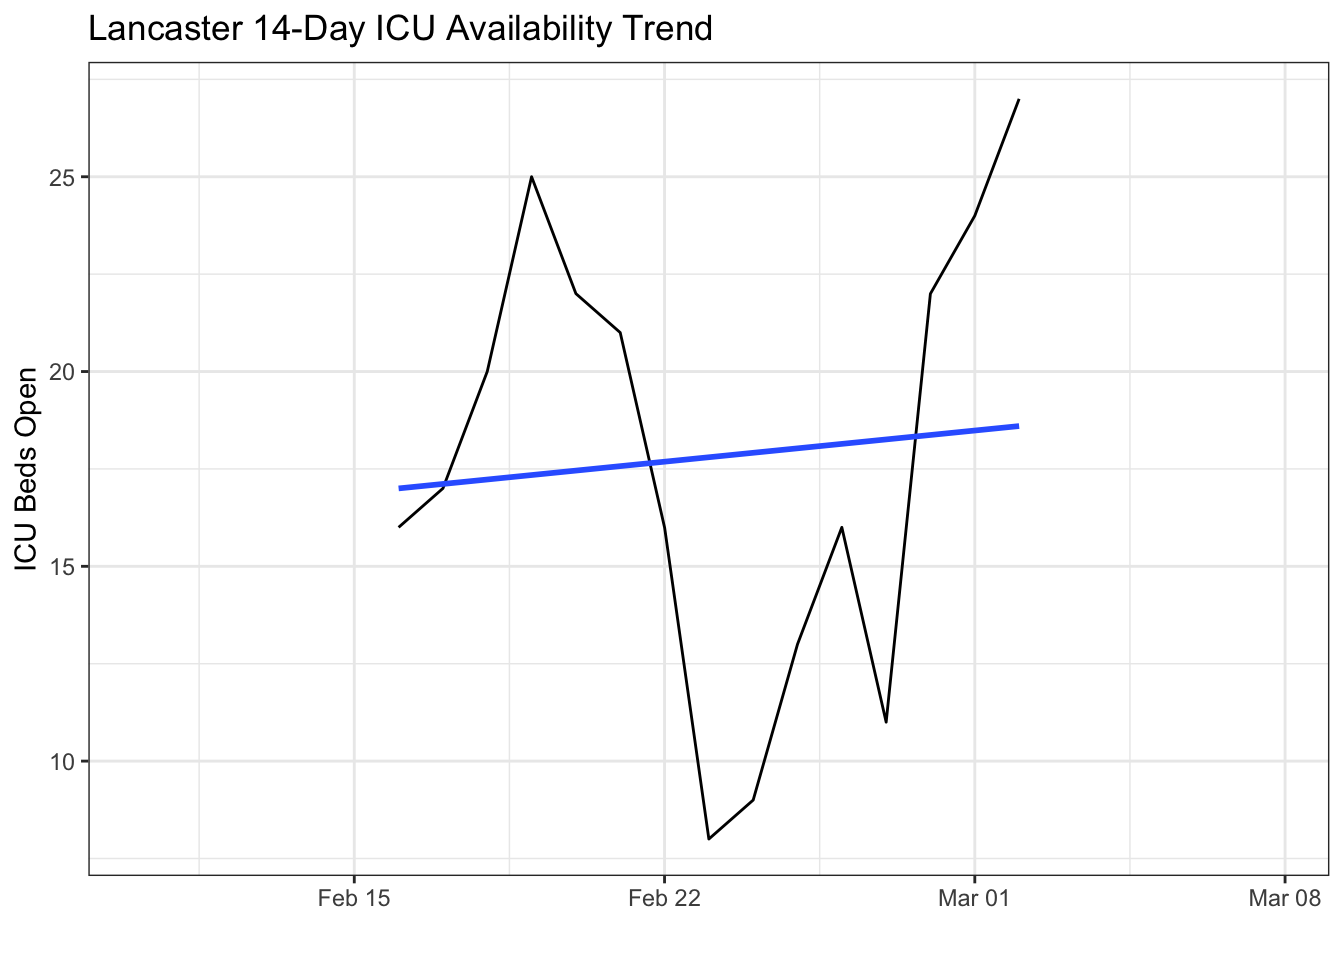 Lancaster 14-Day ICU Availability Trend
ICU Beds Open
25
20
15
10
Feb 15
Feb 22
Mar 01
Mar 08